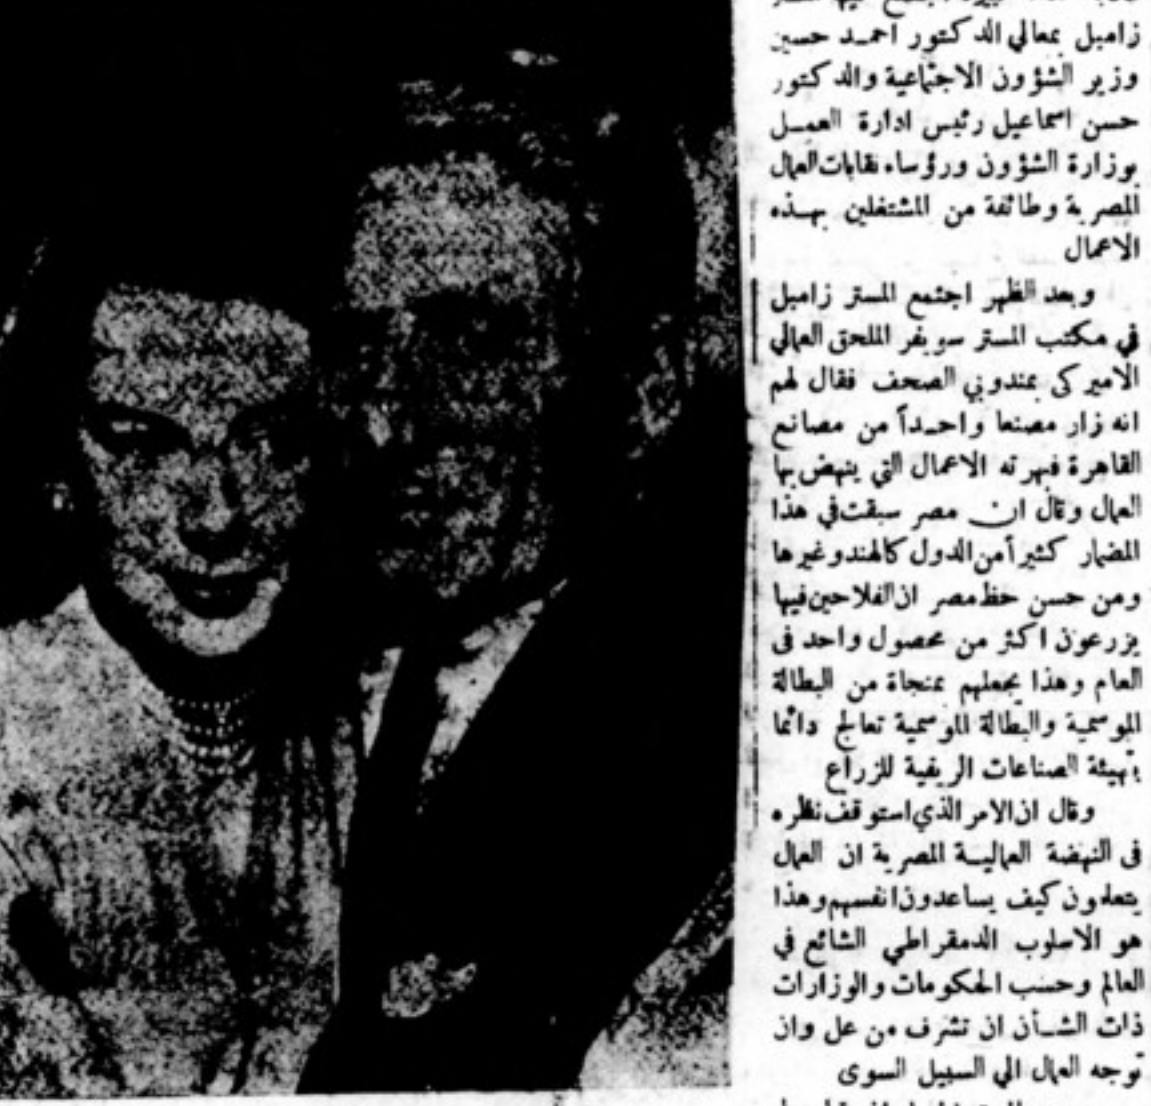 زامبل بمعالي الدكتور احمد حسين
وزير الشؤون الاجتماعية والدكتور
حسن اسماعيل رئيس ادارة العمل
بوزارة الشؤون ورؤساء نقابات العمال
المصرية وطائفة من المشتغلين بهذه
الاعمال
وبعد الظهر اجتمع المستر زامبل
في مكتب المستر سويفر الملحق العمالي
الاميركى بمندوبي الصحف فقال لهم
انه زار مصنعا واحداً من مصانع
القاهرة فبهرته الاعمال التي ينهض بها
العمال وقال ان مصر سبقت في هذا
المضمار كثيراً من الدول كالهند وغيرها
ومن حسن حظ مصر ان الفلاحين فيها
يزرعون اكثر من محصول واحد فى
العام وهذا يجعلهم بمنجاة من البطالة
الموسمية والبطالة الموسمية تعالج دائما
بتهيئة الصناعات الريفية للزراع
وقال ان الامر الذي استوقف نظره
فى النهضة العمالية المصرية ان العمال
يتعلمون كيف يساعدون انفسهم وهذا
هو الاسلوب الدمقراطي الشائع في
العالم وحسب الحكومات والوزارات
ذات الشأن ان تشرف من عل وان
توجه العمال الي السبيل السوى